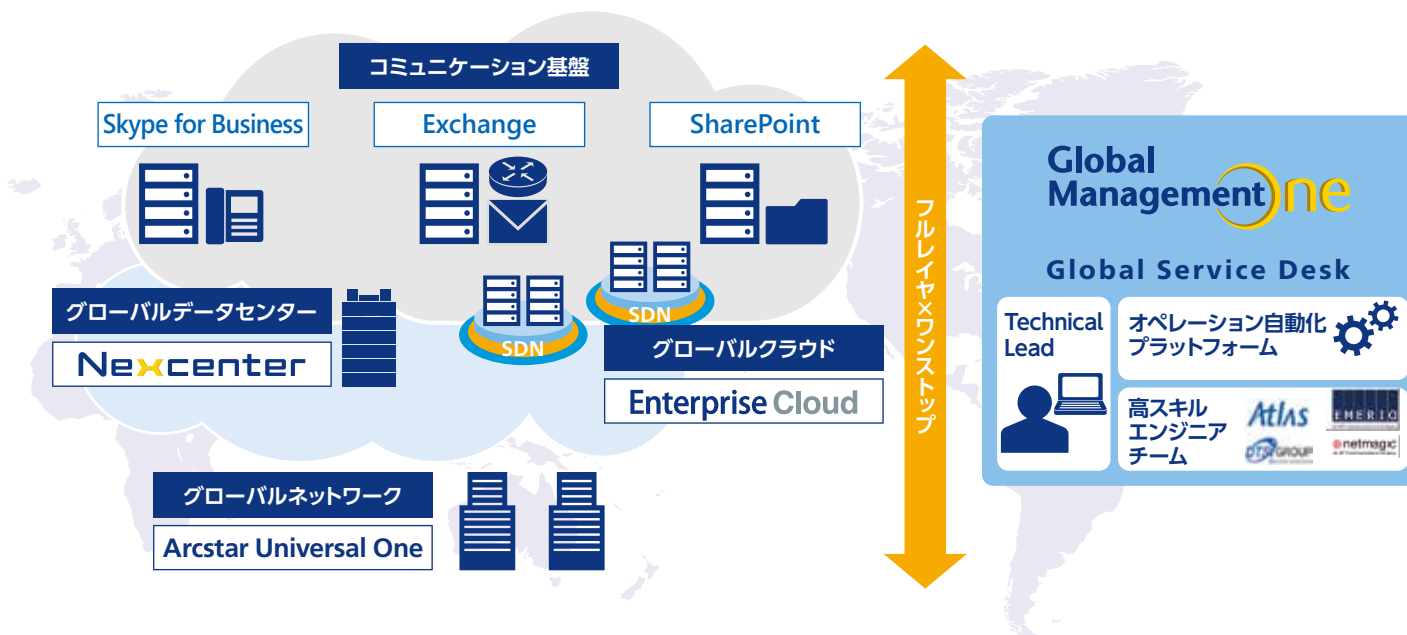 コミュニケーション基盤
Skype for Business
Exchange
SharePoint
グローバルデータセンター
Nexcenter
SDN
SDN
グローバルクラウド
Enterprise Cloud
グローバルネットワーク
Arcstar Universal One
フルレイヤ×ワンストップ
Global
Management One
Global Service Desk
Technical
Lead
オペレーション自動化
プラットフォーム
高スキル
エンジニア
チーム
Atlas
EMERIO
DTSI GROUP
netmagic